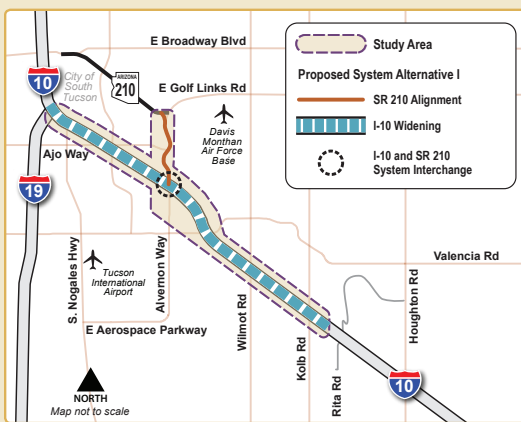 E Broadway Blvd
10
City of
South
Tucson
ARIZONA
210
E Golf Links Rd
Davis
Monthan
Air Force
Base
Ajo Way
19
S. Nogales Hwy
Tucson
International
Airport
Alvernon Way
E Aerospace Parkway
Wilmot Rd
Valencia Rd
Kolb Rd
Rita Rd
Houghton Rd
10
NORTH
Map not to scale
Study Area
Proposed System Alternative I
SR 210 Alignment
I-10 Widening
I-10 and SR 210
System Interchange